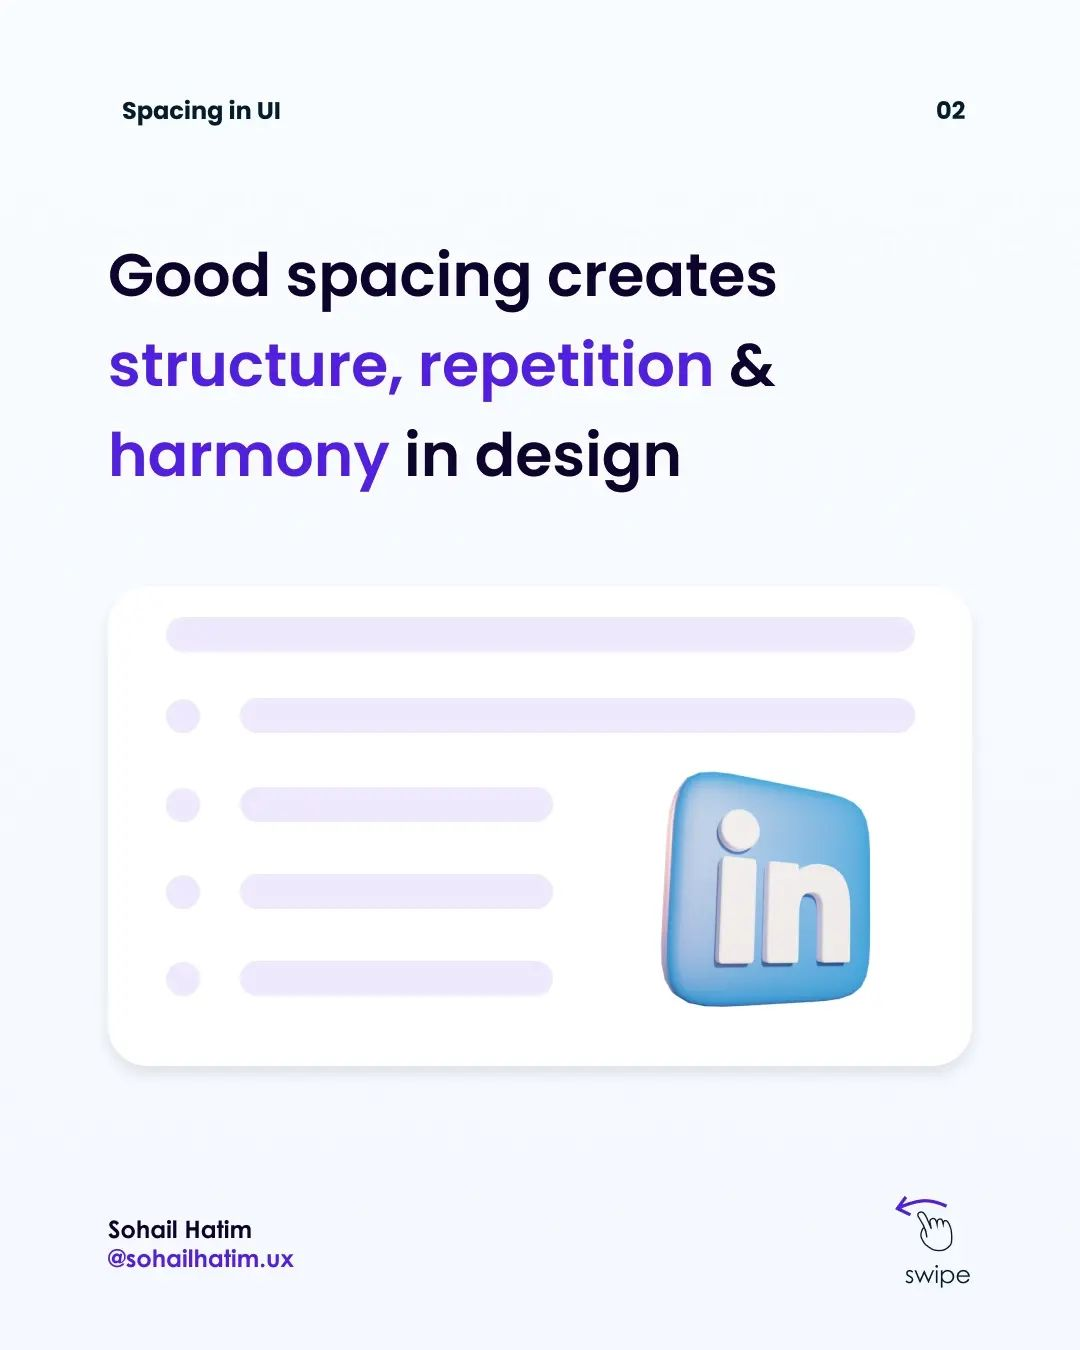 Spacing in UI
02
Good spacing creates
structure, repetition &
harmony in design
in
Sohail Hatim
@sohailhatim.ux
swipe